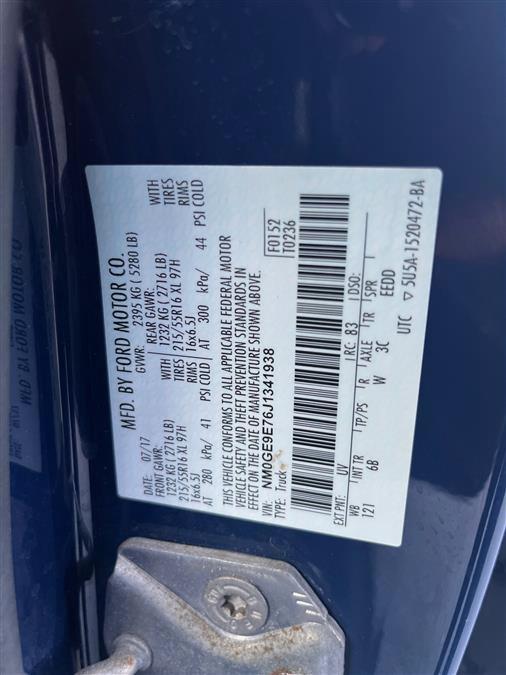 MFD. BY FORD MOTOR CO.
DATE: 07/17 GVWR: 2395 KG ( 5280 LB)
FRONT GAWR: REAR GAWR:
1232 KG ( 2716 LB) WITH 1232 KG ( 2716 LB) WITH
215/55R16 XL 97H TIRES 215/55R16 XL 97H TIRES
16x6.5J RIMS 16x6.5J RIMS
AT 280 kPa/ 41 PSI COLD AT 300 kPa/ 44 PSI COLD
THIS VEHICLE CONFORMS TO ALL APPLICABLE FEDERAL MOTOR
VEHICLE SAFETY AND THEFT PREVENTION STANDARDS IN
EFFECT ON THE DATE OF MANUFACTURE SHOWN ABOVE.
VIN: NM0GE9E76J1341938 F0152
TYPE: Truck T0236
EXT PNT: UV RC: B3 DSO:
WB INT TR TP/PS R AXLE TR SPR
121 6B W 3C EEDD
UTC ▽ 5U5A-1520472-BA